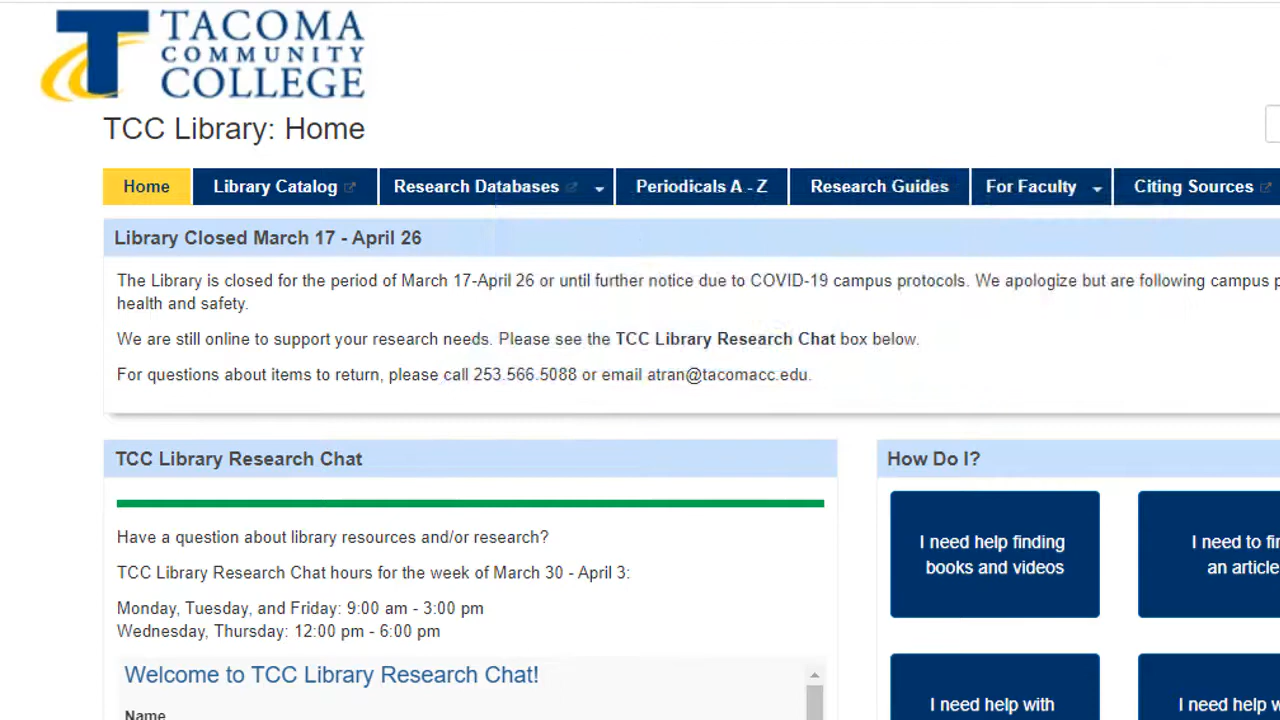 TACOMA
COMMUNITY
COLLEGE
TCC Library: Home
Home
Library Catalog
Research Databases
Periodicals A - Z
Research Guides
For Faculty
Citing Sources
Library Closed March 17 - April 26
The Library is closed for the period of March 17-April 26 or until further notice due to COVID-19 campus protocols. We apologize but are following campus
health and safety.
We are still online to support your research needs. Please see the TCC Library Research Chat box below.
For questions about items to return, please call 253.566.5088 or email atran@tacomacc.edu.
TCC Library Research Chat
Have a question about library resources and/or research?
TCC Library Research Chat hours for the week of March 30 - April 3:
Monday, Tuesday, and Friday: 9:00 am - 3:00 pm
Wednesday, Thursday: 12:00 pm - 6:00 pm
Welcome to TCC Library Research Chat!
Name
How Do I?
I need help finding
books and videos
I need to
an article
I need help with
I need help